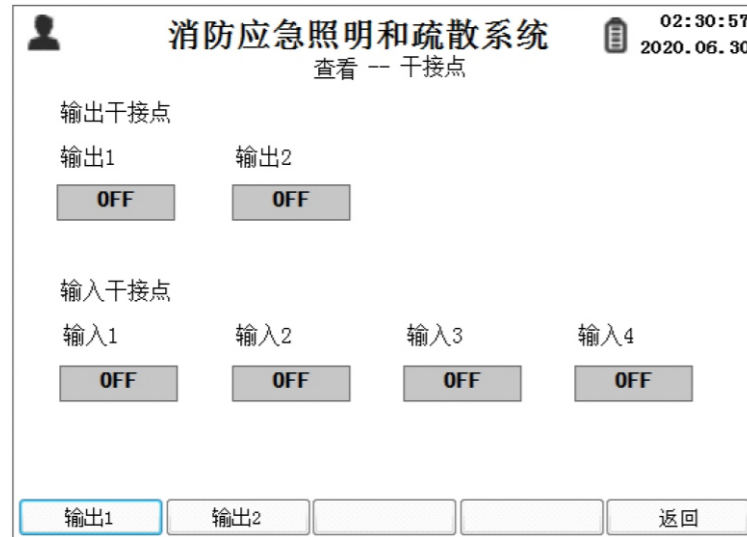 消防应急照明和疏散系统
02:30:57
2020.06.30
查看 -- 干接点
输出干接点
输出1 输出2
OFF OFF
输入干接点
输入1 输入2 输入3 输入4
OFF OFF OFF OFF
输出1 输出2 返回